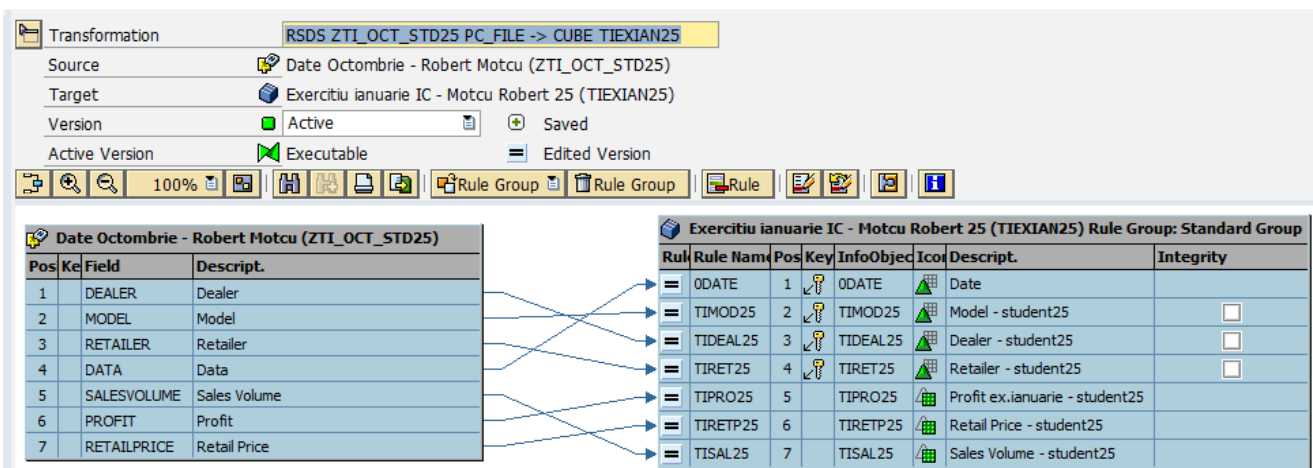 Transformation RSDS ZTI_OCT_STD25 PC_FILE -> CUBE TIEXIAN25
Source Date Octombrie - Robert Motcu (ZTI_OCT_STD25)
Target Exercitiu ianuarie IC - Motcu Robert 25 (TIEXIAN25)
Version Active Saved
Active Version Executable Edited Version
100% Rule Group Rule Group Rule
Date Octombrie - Robert Motcu (ZTI_OCT_STD25)
Pos Ke Field Descript.
1 DEALER Dealer
2 MODEL Model
3 RETAILER Retailer
4 DATA Data
5 SALESVOLUME Sales Volume
6 PROFIT Profit
7 RETAILPRICE Retail Price
Exercitiu ianuarie IC - Motcu Robert 25 (TIEXIAN25) Rule Group: Standard Group
Rul Rule Name Pos Key InfoObjec Icon Descript. Integrity
0DATE 1 0DATE Date
TIMOD25 2 TIMOD25 Model - student25
TIDEAL25 3 TIDEAL25 Dealer - student25
TIRET25 4 TIRET25 Retailer - student25
TIPRO25 5 TIPRO25 Profit ex.ianuarie - student25
TIRETP25 6 TIRETP25 Retail Price - student25
TISAL25 7 TISAL25 Sales Volume - student25